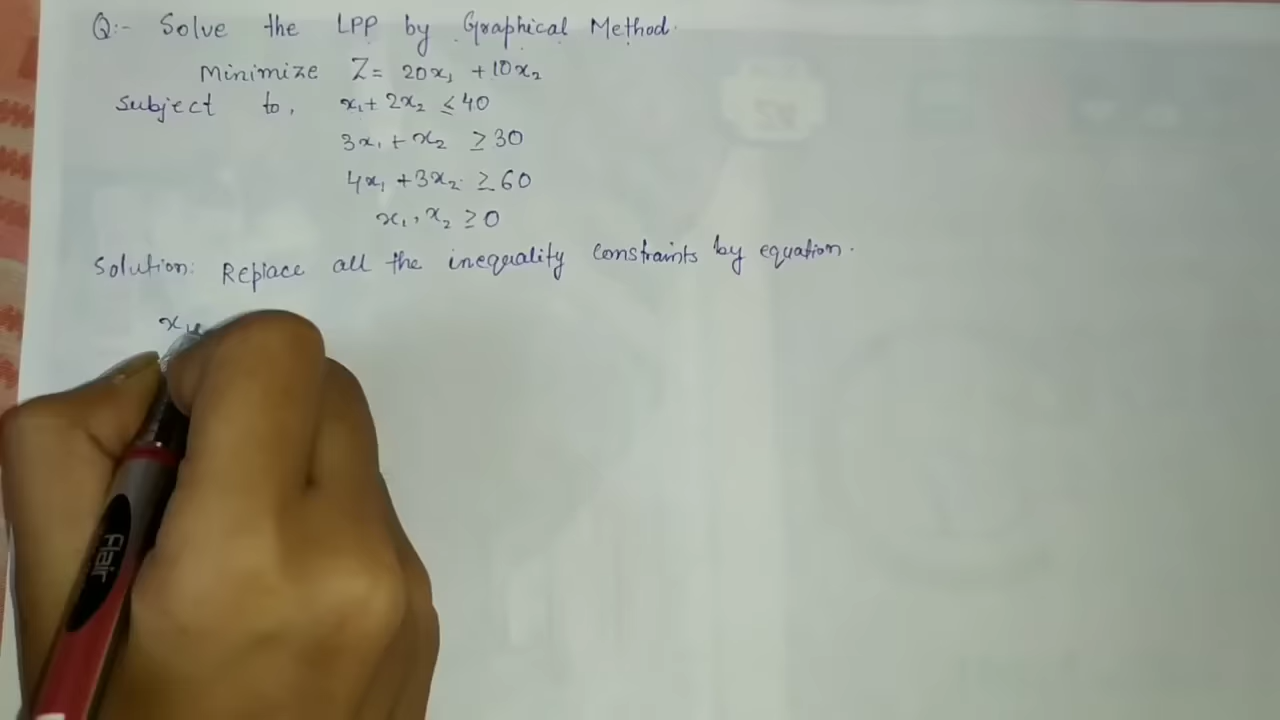 Q:- Solve the LPP by Graphical Method.
Minimize Z = 20x₁ + 10x₂
Subject to, x₁ + 2x₂ ≤ 40
3x₁ + x₂ ≥ 30
4x₁ + 3x₂ ≥ 60
x₁, x₂ ≥ 0
Solution: Replace all the inequality constraints by equation.
x₁
Flair